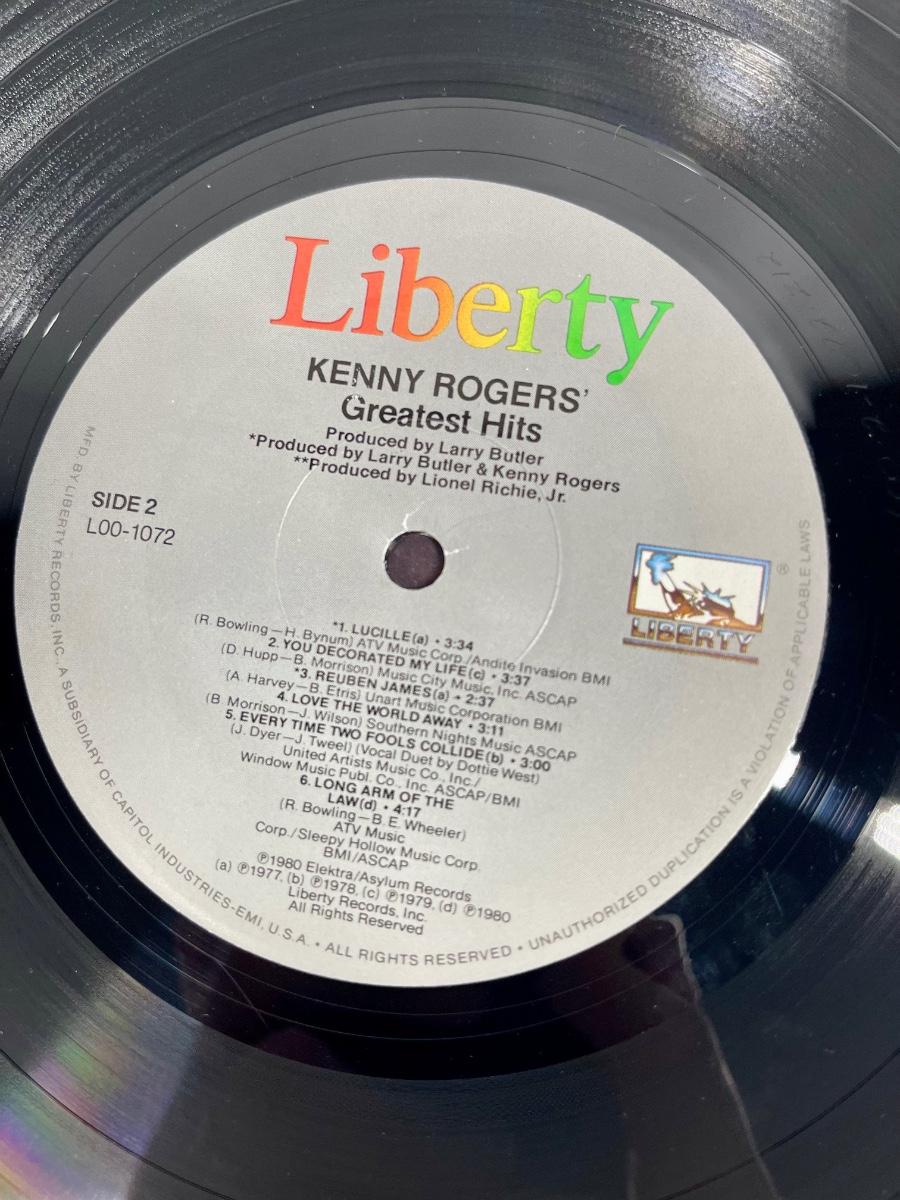 Liberty
KENNY ROGERS'
Greatest Hits
Produced by Larry Butler
*Produced by Larry Butler & Kenny Rogers
**Produced by Lionel Richie, Jr.
SIDE 2
L00-1072
LIBERTY
®
*1. LUCILLE(a) • 3:34
(R. Bowling—H. Bynum) ATV Music Corp./Andite Invasion BMI
2. YOU DECORATED MY LIFE(c) • 3:37
(D. Hupp—B. Morrison) Music City Music, Inc. ASCAP
*3. REUBEN JAMES(a) • 2:37
(A. Harvey—B. Etris) Unart Music Corporation BMI
4. LOVE THE WORLD AWAY • 3:11
(B. Morrison—J. Wilson) Southern Nights Music ASCAP
5. EVERY TIME TWO FOOLS COLLIDE(b) • 3:00
(J. Dyer—J. Tweel) (Vocal Duet by Dottie West)
United Artists Music Co., Inc./
Window Music Publ. Co., Inc. ASCAP/BMI
6. LONG ARM OF THE
LAW(d) • 4:17
(R. Bowling—B.E. Wheeler)
ATV Music
Corp./Sleepy Hollow Music Corp.
BMI/ASCAP
℗1980 Elektra/Asylum Records
(a) ℗1977, (b) ℗1978, (c) ℗1979, (d) ℗1980
Liberty Records, Inc.
All Rights Reserved
MFD. BY LIBERTY RECORDS, INC., A SUBSIDIARY OF CAPITOL INDUSTRIES-EMI, U.S.A. • ALL RIGHTS RESERVED • UNAUTHORIZED DUPLICATION IS A VIOLATION OF APPLICABLE LAWS